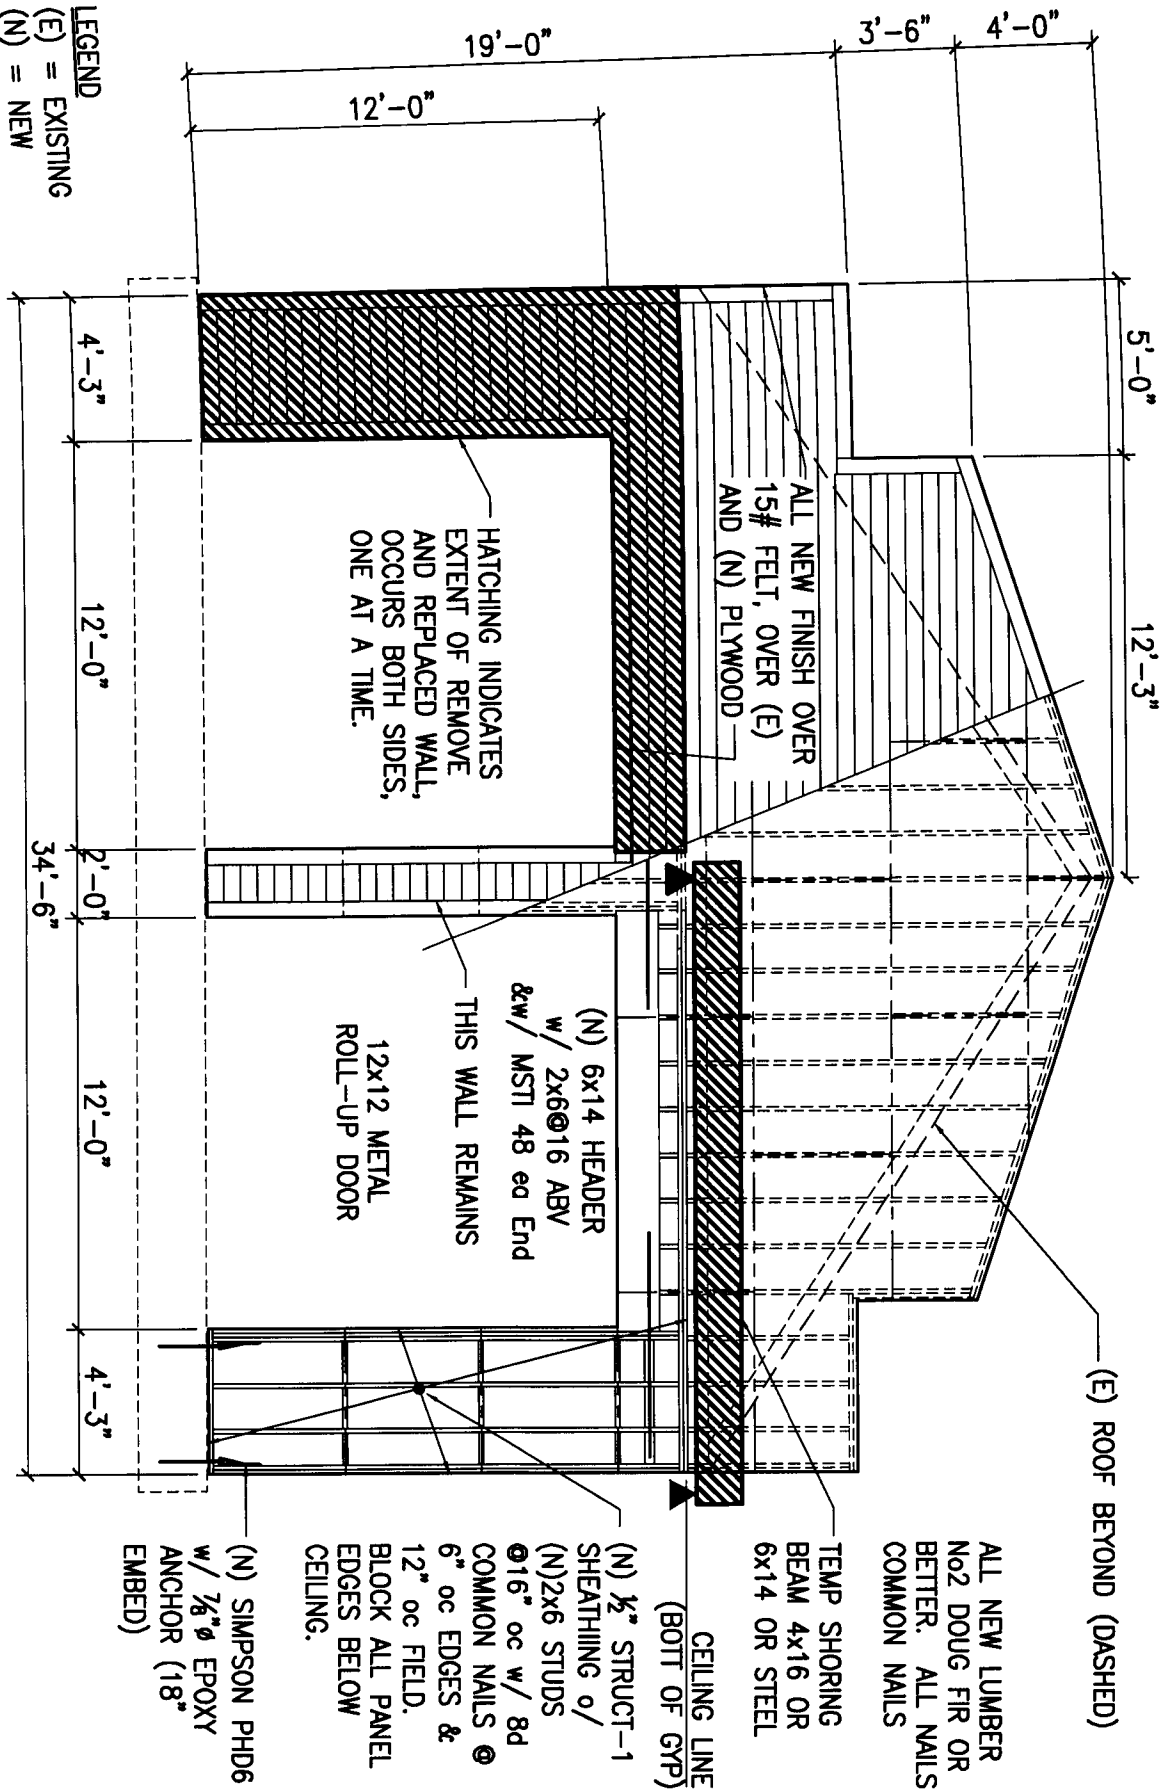 5'-0"
12'-3"
4'-0"
3'-6"
19'-0"
12'-0"
(E) ROOF BEYOND (DASHED)
ALL NEW LUMBER
No2 DOUG FIR OR
BETTER. ALL NAILS
COMMON NAILS
TEMP SHORING
BEAM 4x16 OR
6x14 OR STEEL
CEILING LINE
(BOTT OF GYP)
ALL NEW FINISH OVER
15# FELT, OVER (E)
AND (N) PLYWOOD
HATCHING INDICATES
EXTENT OF REMOVE
AND REPLACED WALL,
OCCURS BOTH SIDES,
ONE AT A TIME.
(N) 6x14 HEADER
w/ 2x6@16 ABV
&w/ MSTI 48 ea End
THIS WALL REMAINS
12x12 METAL
ROLL-UP DOOR
(N) ½" STRUCT-1
SHEATHIING o/
(N)2x6 STUDS
@16" oc w/ 8d
COMMON NAILS @
6" oc EDGES &
12" oc FIELD.
BLOCK ALL PANEL
EDGES BELOW
CEILING.
(N) SIMPSON PHD6
w/ ⅞"ø EPOXY
ANCHOR (18"
EMBED)
4'-3"
12'-0"
2'-0"
12'-0"
4'-3"
34'-6"
LEGEND
(E) = EXISTING
(N) = NEW